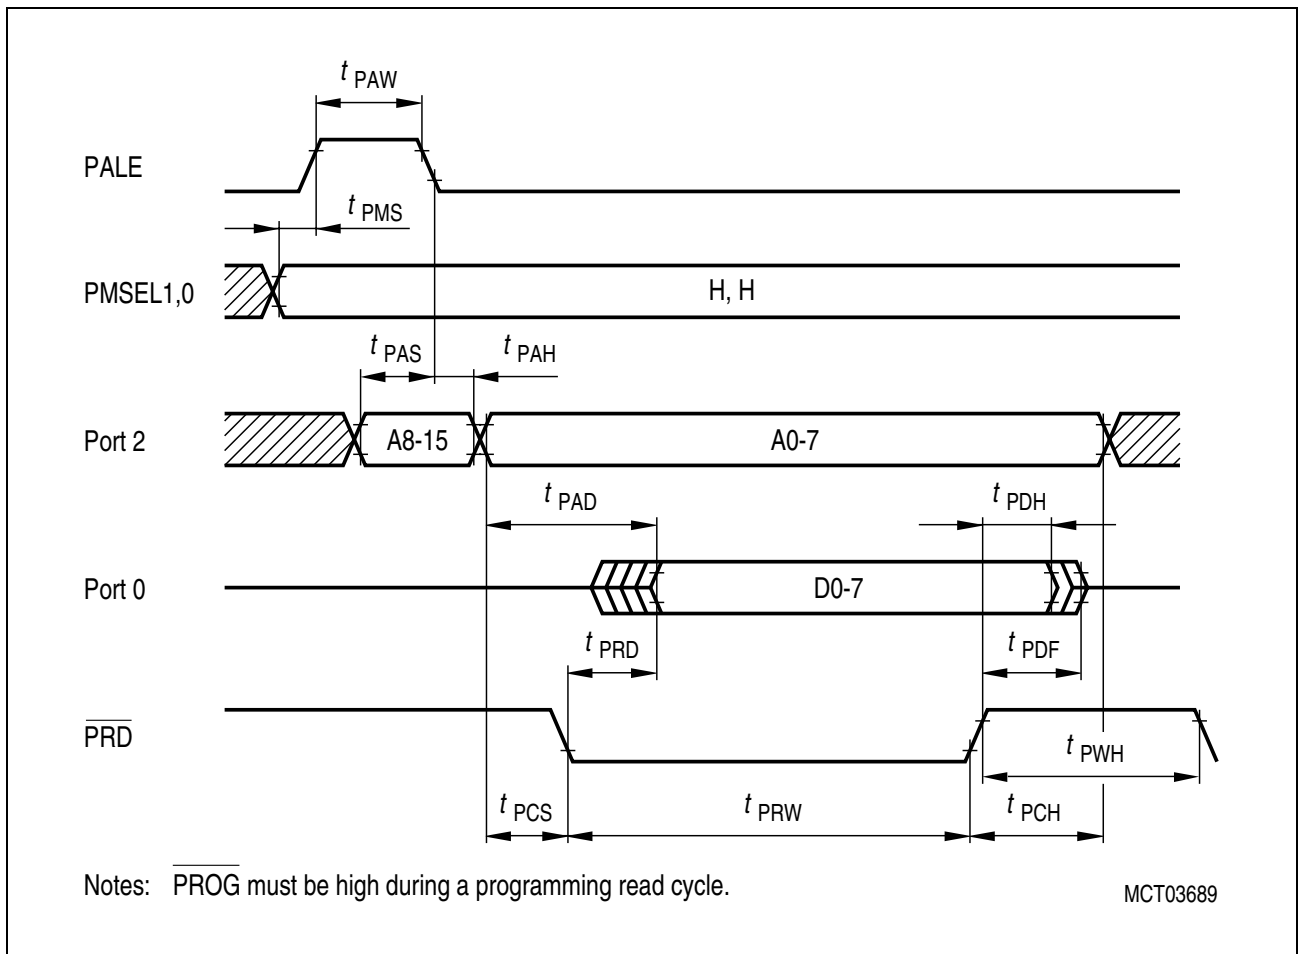 t PAW
PALE
t PMS
PMSEL1,0
H, H
t PAS
t PAH
Port 2
A8-15
A0-7
t PAD
t PDH
Port 0
D0-7
t PRD
t PDF
PRD
t PWH
t PCS
t PRW
t PCH
Notes: PROG must be high during a programming read cycle.
MCT03689